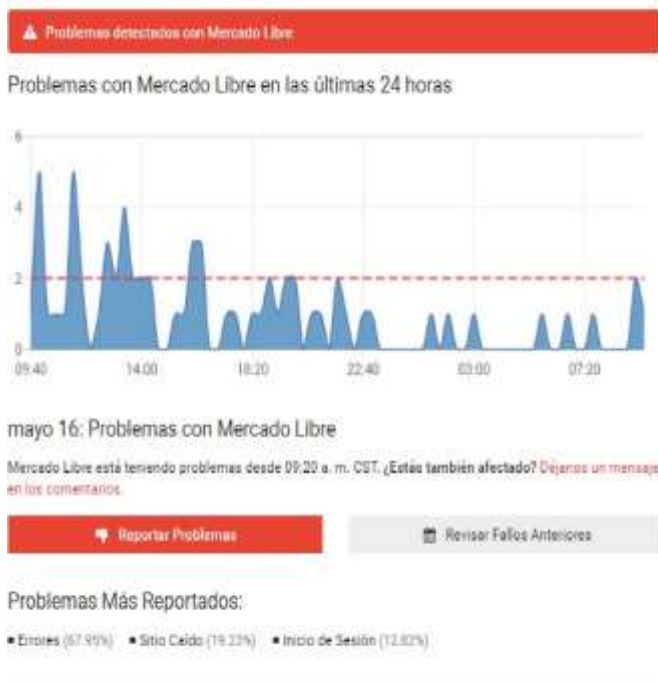 Problemas detectados con Mercado Libre
Problemas con Mercado Libre en las últimas 24 horas
6
4
2
0
09:40 14:00 18:20 22:40 03:00 07:20
mayo 16: Problemas con Mercado Libre
Mercado Libre está teniendo problemas desde 09:20 a. m. CST. ¿Estás también afectado? Déjanos un mensaje
en los comentarios.
Reportar Problemas
Revisar Fallos Anteriores
Problemas Más Reportados:
▪ Errores (67.95%) ▪ Sitio Caído (19.23%) ▪ Inicio de Sesión (12.82%)